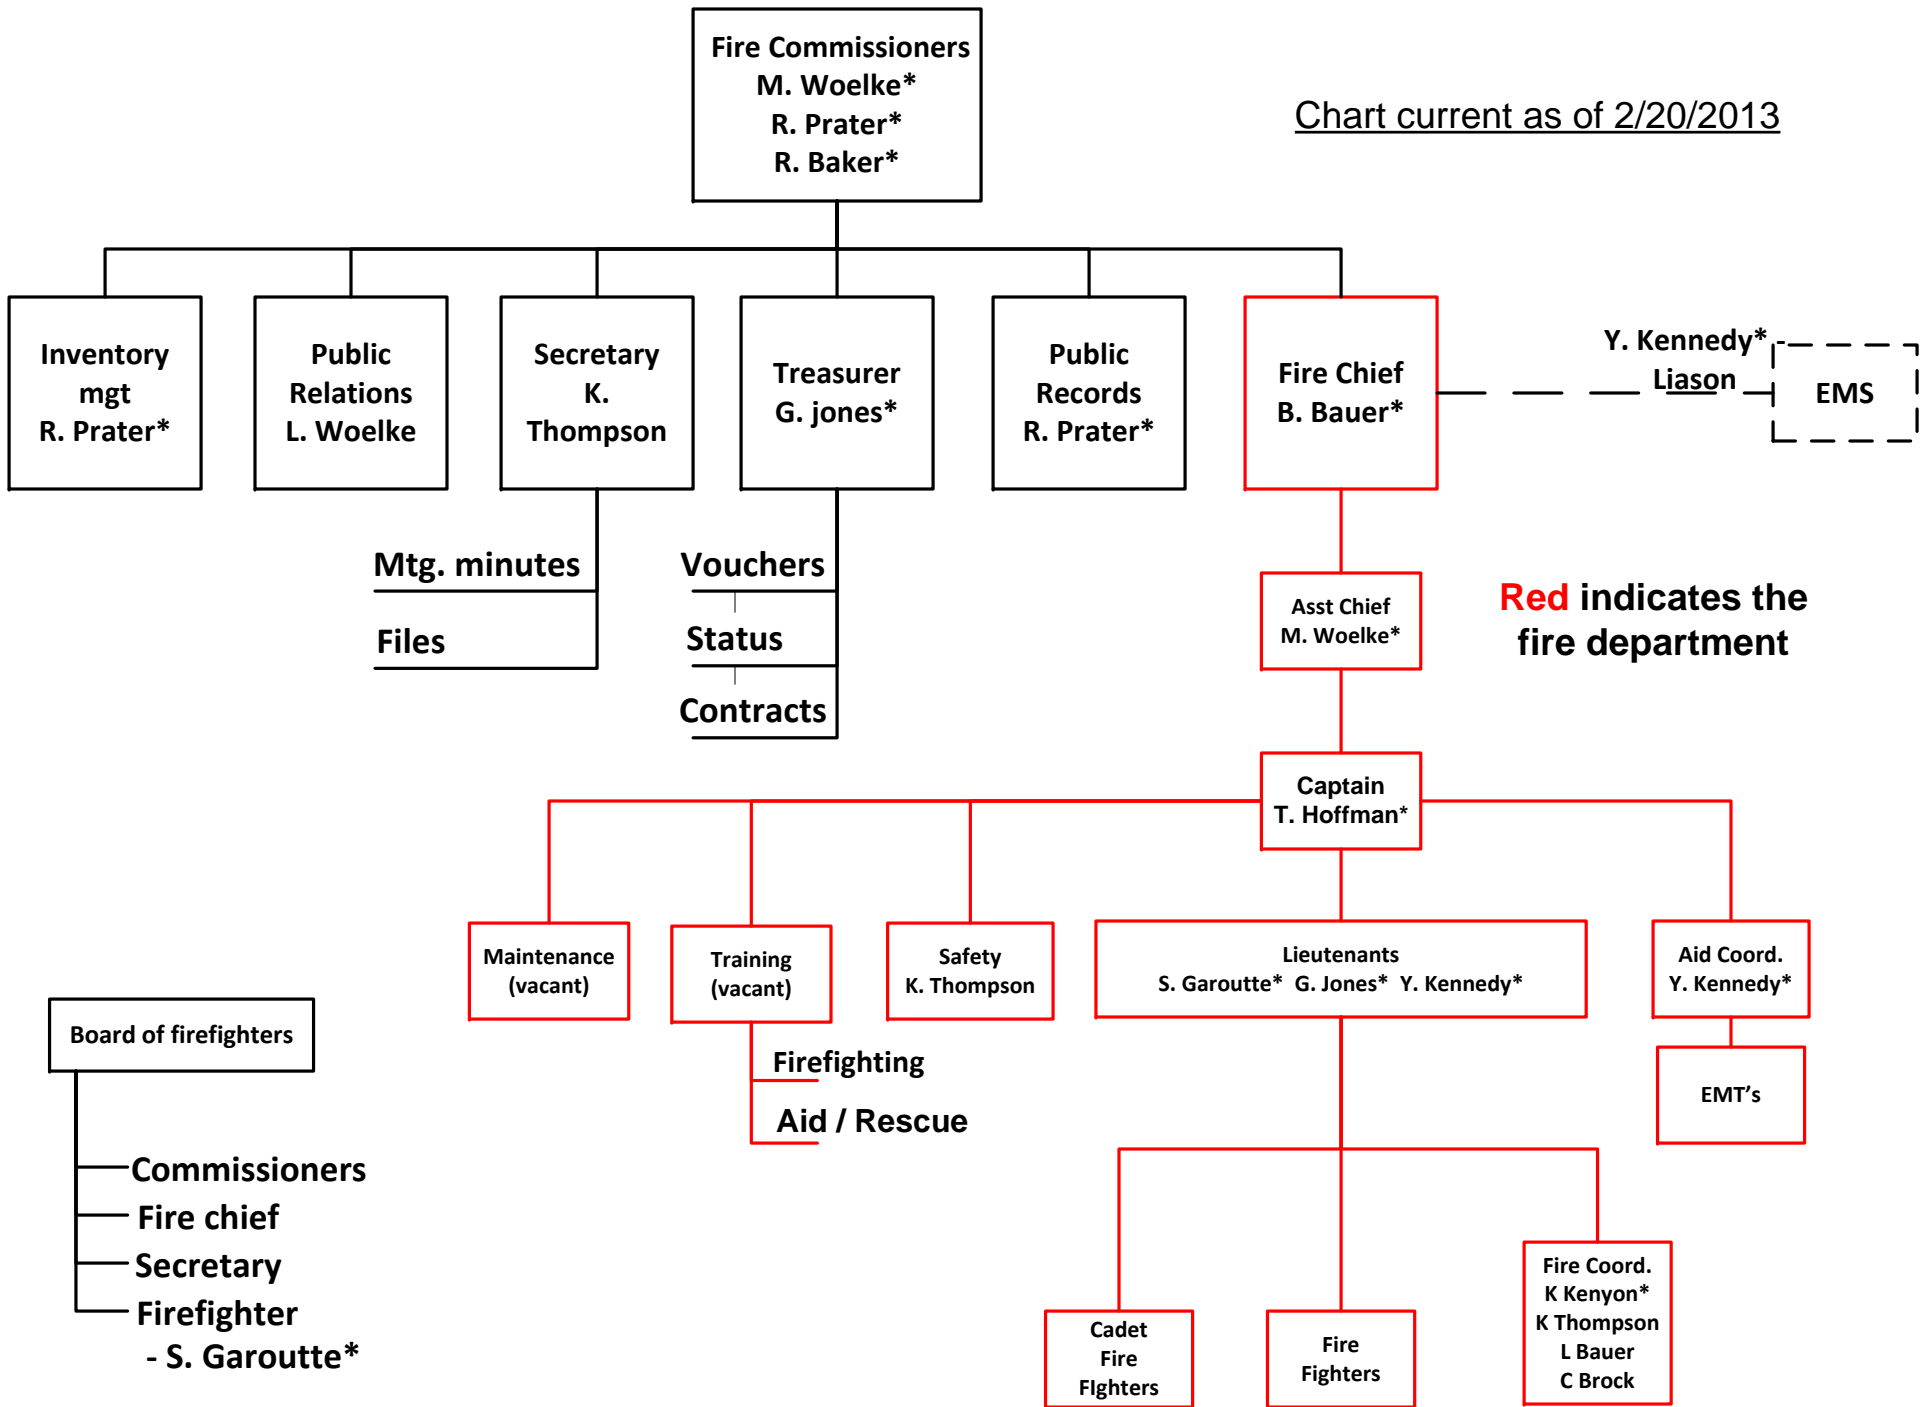 Fire Commissioners
M. Woelke*
R. Prater*
R. Baker*
Chart current as of 2/20/2013
Inventory
mgt
R. Prater*
Public
Relations
L. Woelke
Secretary
K.
Thompson
Treasurer
G. jones*
Public
Records
R. Prater*
Fire Chief
B. Bauer*
Y. Kennedy* -
Liason
EMS
Mtg. minutes
Files
Vouchers
Status
Contracts
Asst Chief
M. Woelke*
Red indicates the
fire department
Captain
T. Hoffman*
Maintenance
(vacant)
Training
(vacant)
Safety
K. Thompson
Lieutenants
S. Garoutte* G. Jones* Y. Kennedy*
Aid Coord.
Y. Kennedy*
Firefighting
Aid / Rescue
EMT's
Board of firefighters
Commissioners
Fire chief
Secretary
Firefighter
- S. Garoutte*
Cadet
Fire
FIghters
Fire
Fighters
Fire Coord.
K Kenyon*
K Thompson
L Bauer
C Brock